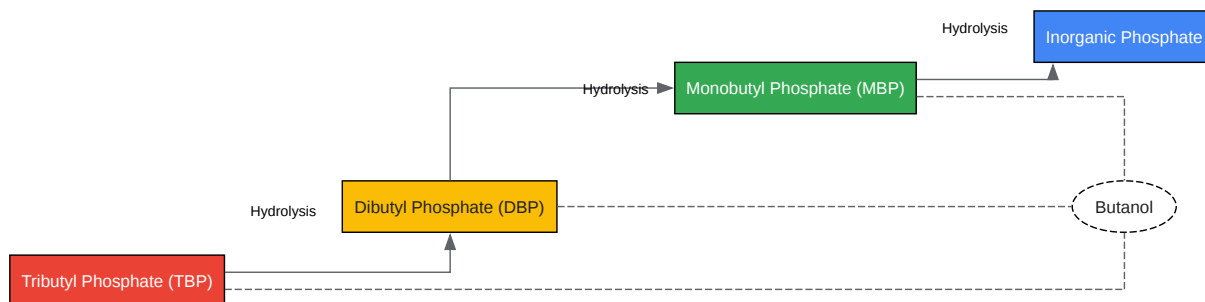 Hydrolysis
Inorganic Phosphate
Hydrolysis
Monobutyl Phosphate (MBP)
Hydrolysis
Dibutyl Phosphate (DBP)
Butanol
Tributyl Phosphate (TBP)